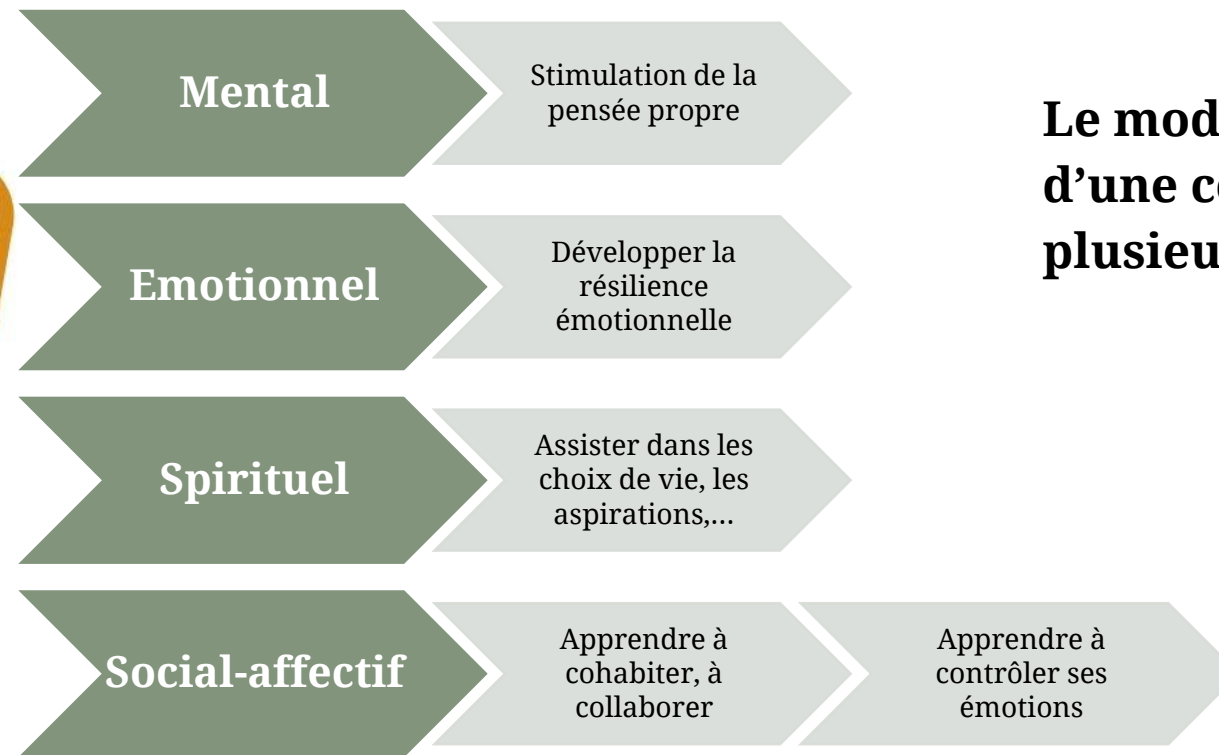 Mental
Stimulation de la
pensée propre
Emotionnel
Développer la
résilience
émotionnelle
Spirituel
Assister dans les
choix de vie, les
aspirations,…
Social-affectif
Apprendre à
cohabiter, à
collaborer
Apprendre à
contrôler ses
émotions
Le
d’une